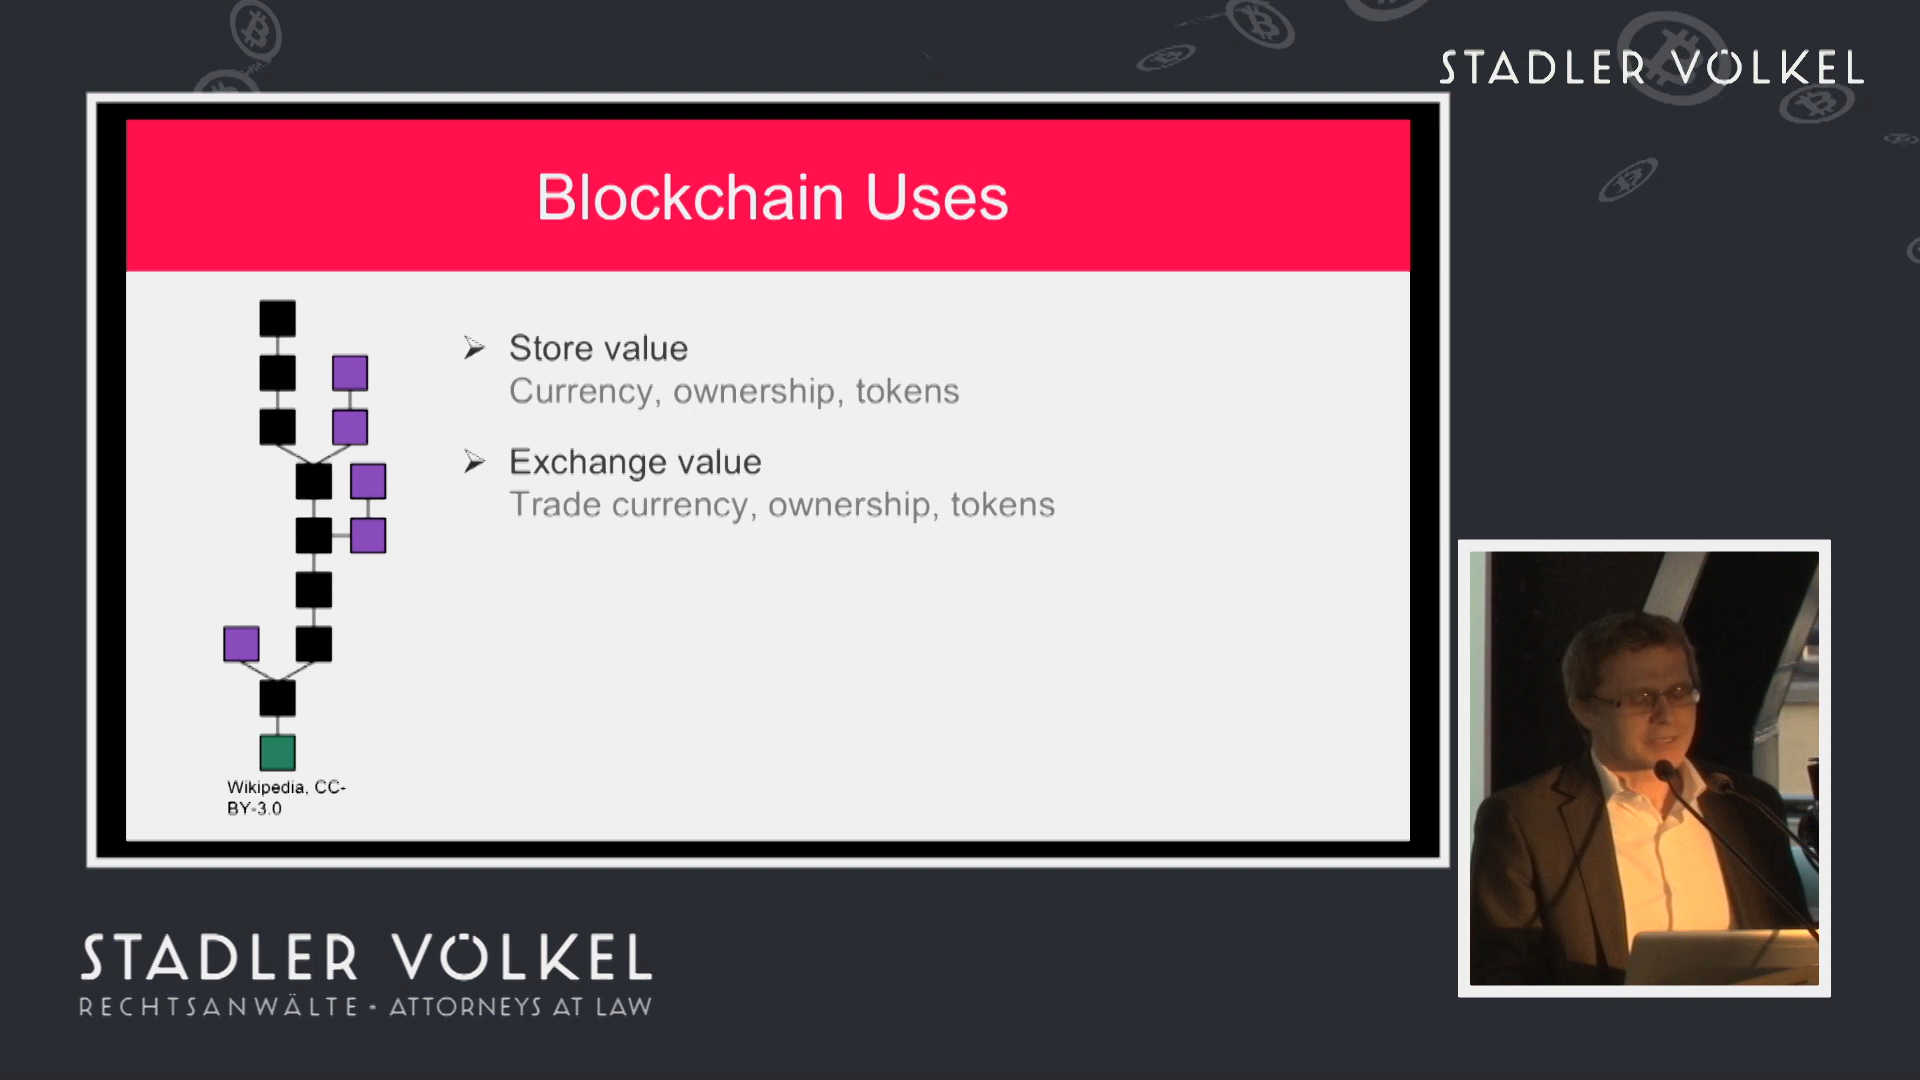 STADLER VÖLKEL
Blockchain Uses
Store value
Currency, ownership, tokens
Exchange value
Trade currency, ownership, tokens
Wikipedia, CC-
BY-3.0
STADLER VÖLKEL
RECHTSANWÄLTE • ATTORNEYS AT LAW